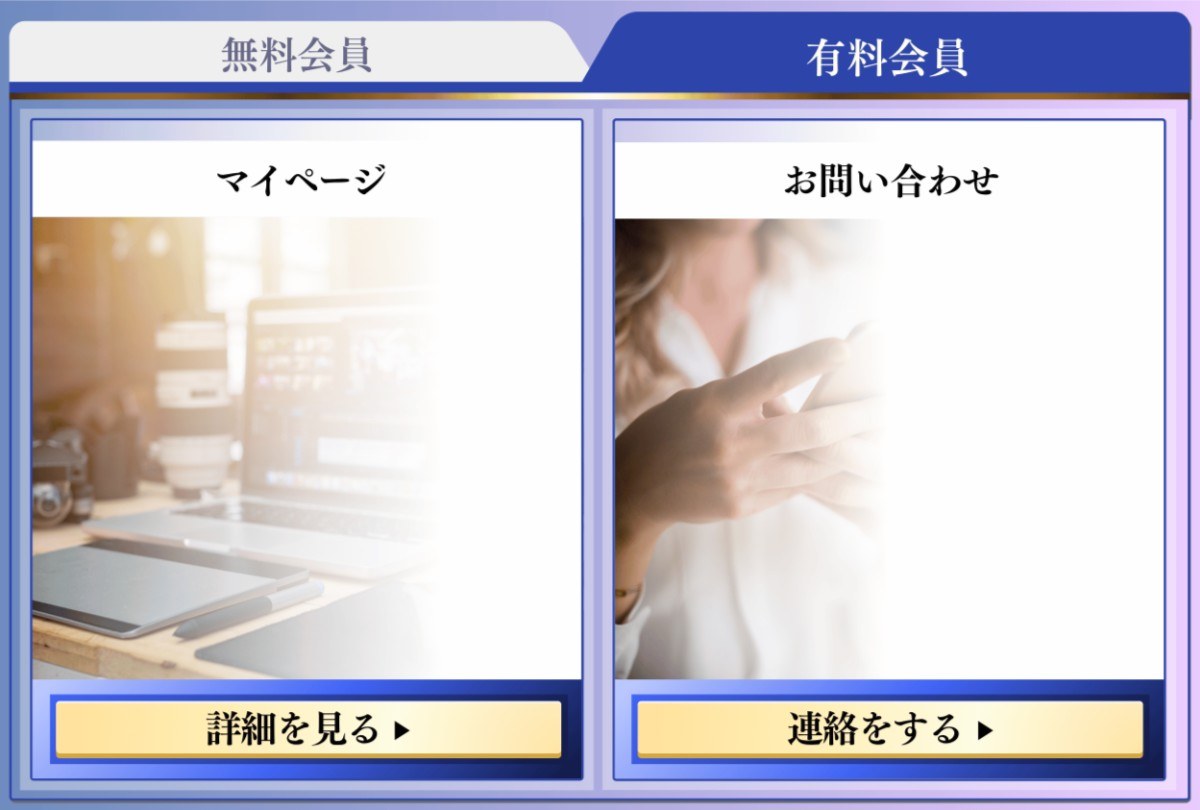 無料会員
有料会員
マイページ
お問い合わせ
詳細を見る ▶
連絡をする ▶